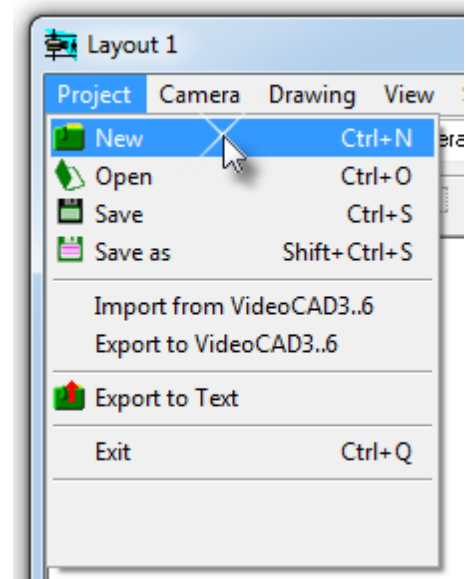 Layout 1
Project Camera Drawing View
New Ctrl+N
Open Ctrl+O
Save Ctrl+S
Save as Shift+Ctrl+S
Import from VideoCAD3..6
Export to VideoCAD3..6
Export to Text
Exit Ctrl+Q